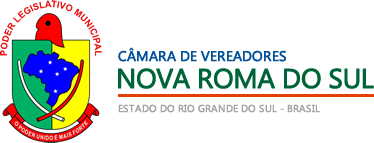 PODER LEGISLATIVO MUNICIPAL
O PODER UNIDO É MAIS FORTE
CÂMARA DE VEREADORES
NOVA ROMA DO SUL
ESTADO DO RIO GRANDE DO SUL - BRASIL